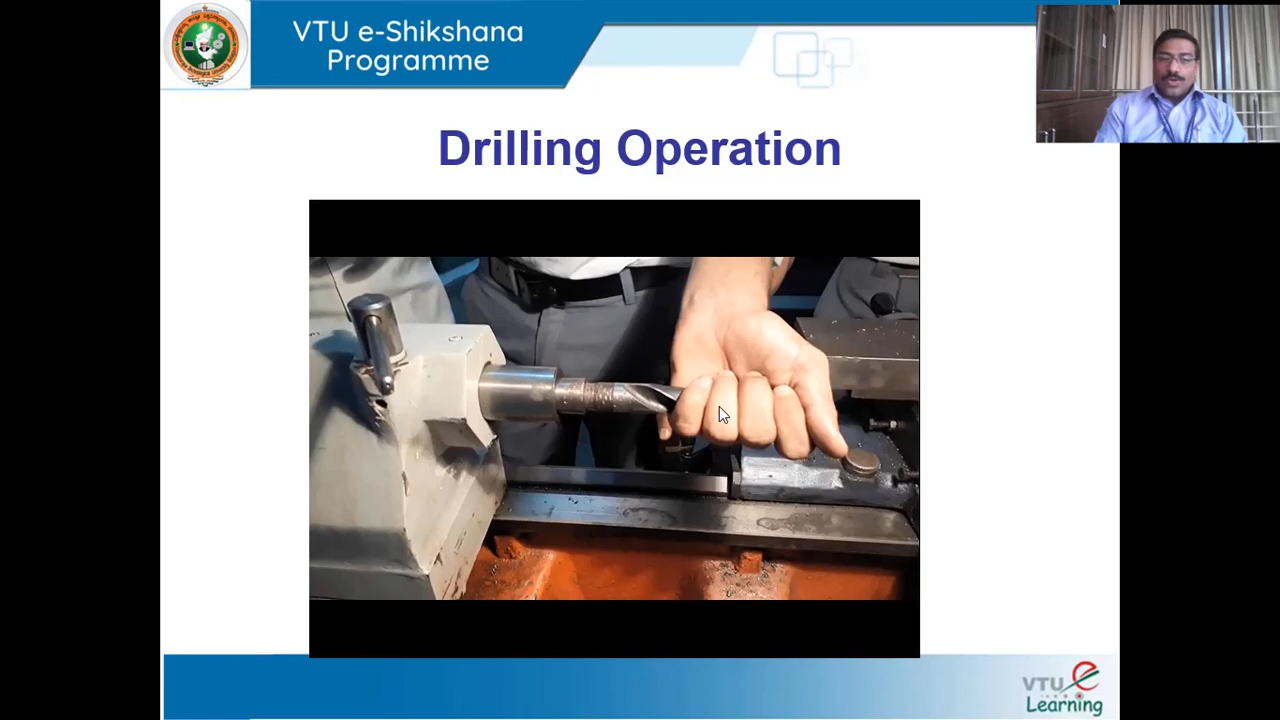 VTU e-Shikshana
Programme
Drilling Operation
VTU e
Learning